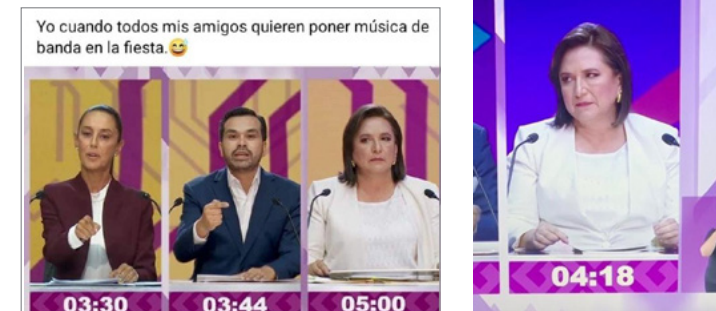 Yo cuando todos mis amigos quieren poner música de
banda en la fiesta.😅
03:30
03:44
05:00
04:18